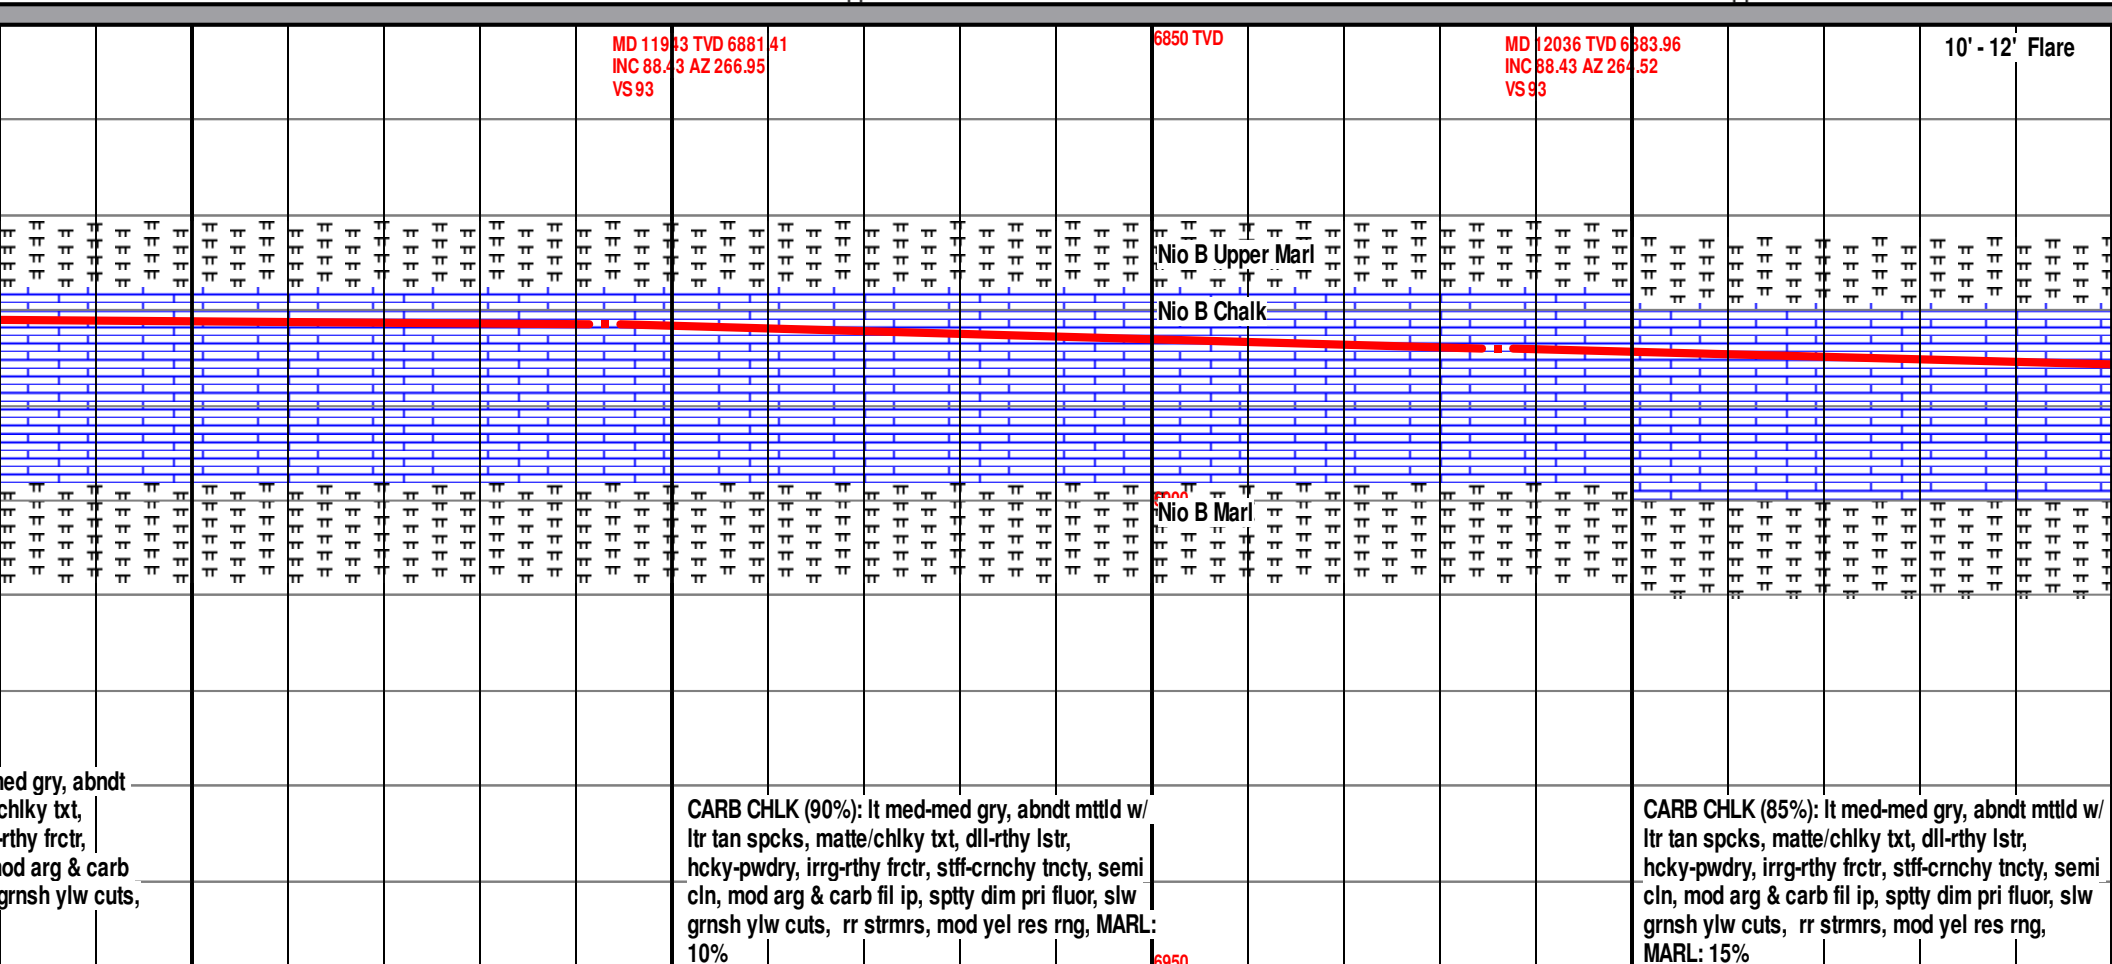 MD 11943 TVD 6881.41
INC 88.43 AZ 266.95
VS 93
6850 TVD
MD 12036 TVD 6883.96
INC 88.43 AZ 264.52
VS 93
10' - 12' Flare
Nio B Upper Marl
Nio B Chalk
Nio B Marl
med gry, abndt
chlky txt,
-rthy frctr,
mod arg & carb
grnsh ylw cuts,
CARB CHLK (90%): lt med-med gry, abndt mttld w/
ltr tan spcks, matte/chlky txt, dll-rthy lstr,
hcky-pwdry, irrg-rthy frctr, stff-crnchy tncty, semi
cln, mod arg & carb fil ip, sptty dim pri fluor, slw
grnsh ylw cuts, rr strmrs, mod yel res rng, MARL:
10%
6950
CARB CHLK (85%): lt med-med gry, abndt mttld w/
ltr tan spcks, matte/chlky txt, dll-rthy lstr,
hcky-pwdry, irrg-rthy frctr, stff-crnchy tncty, semi
cln, mod arg & carb fil ip, sptty dim pri fluor, slw
grnsh ylw cuts, rr strmrs, mod yel res rng,
MARL: 15%